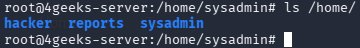 root@4geeks-server:/home/sysadmin# ls /home/
hacker reports sysadmin
root@4geeks-server:/home/sysadmin#